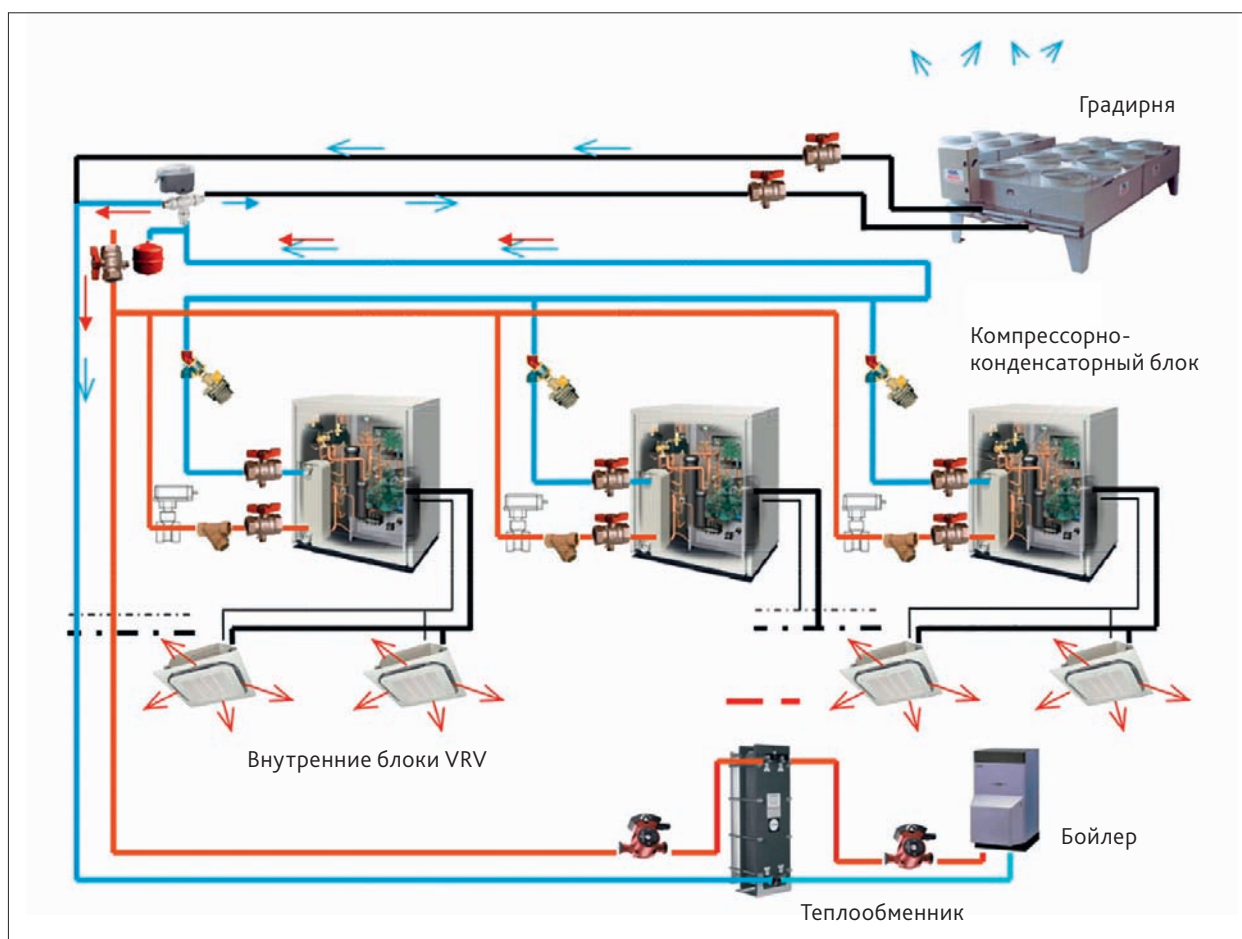 Градирня
Компрессорно-
конденсаторный блок
Внутренние блоки VRV
Бойлер
Теплообменник